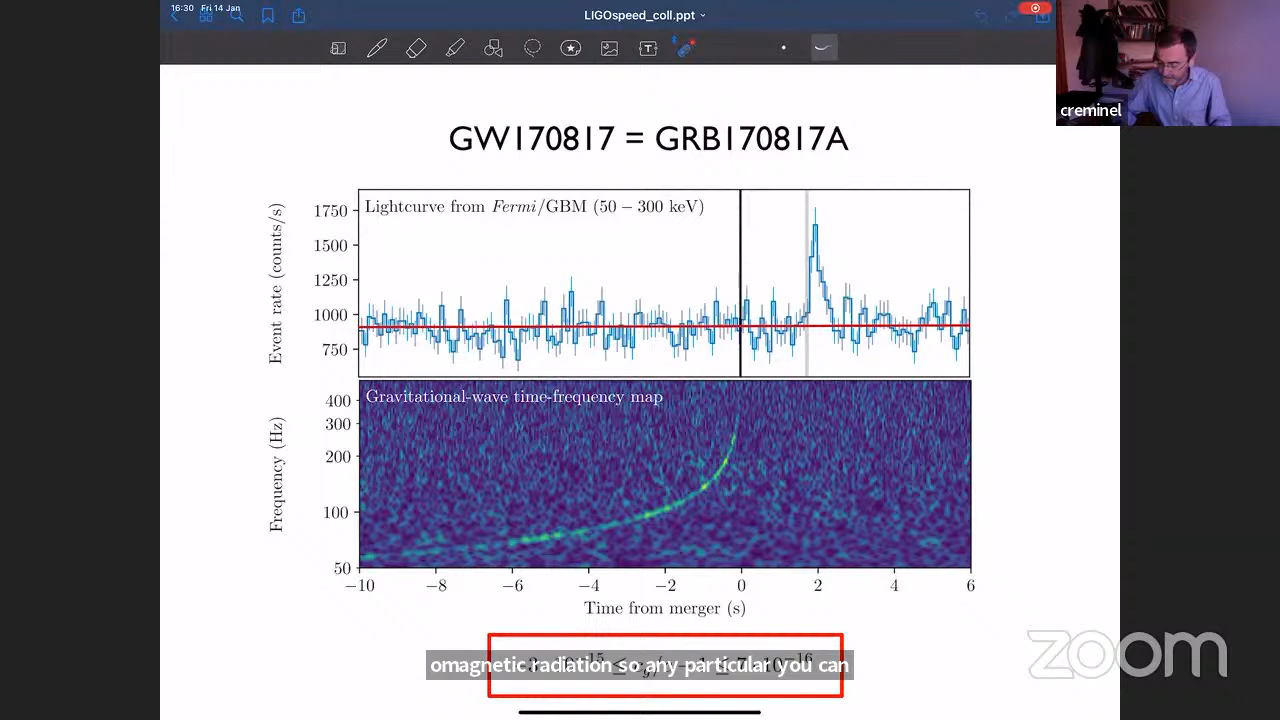 16:30 Fri 14 Jan
LIGOspeed_coll.ppt
T
creminel
GW170817 = GRB170817A
Lightcurve from Fermi/GBM (50 − 300 keV)
Event rate (counts/s)
1750
1500
1250
1000
750
Gravitational-wave time-frequency map
Frequency (Hz)
400
300
200
100
50
−10 −8 −6 −4 −2 0 2 4 6
Time from merger (s)
omagnetic radiation so any particular you can
zoom